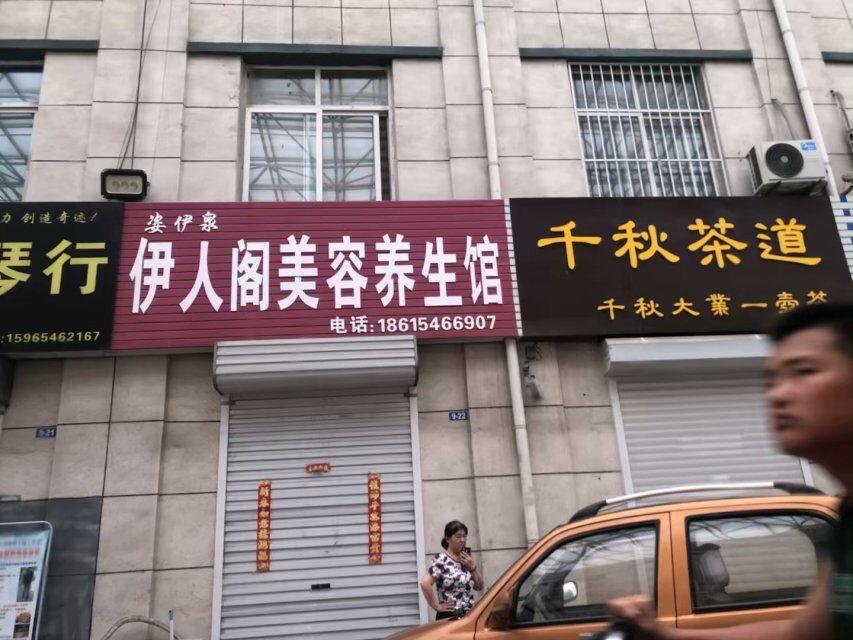 力 创造奇迹!
琴行
:15965462167
姿伊泉
伊人阁美容养生馆
电话:18615466907
千秋茶道
千秋大業一壶茶
9-21
9-22